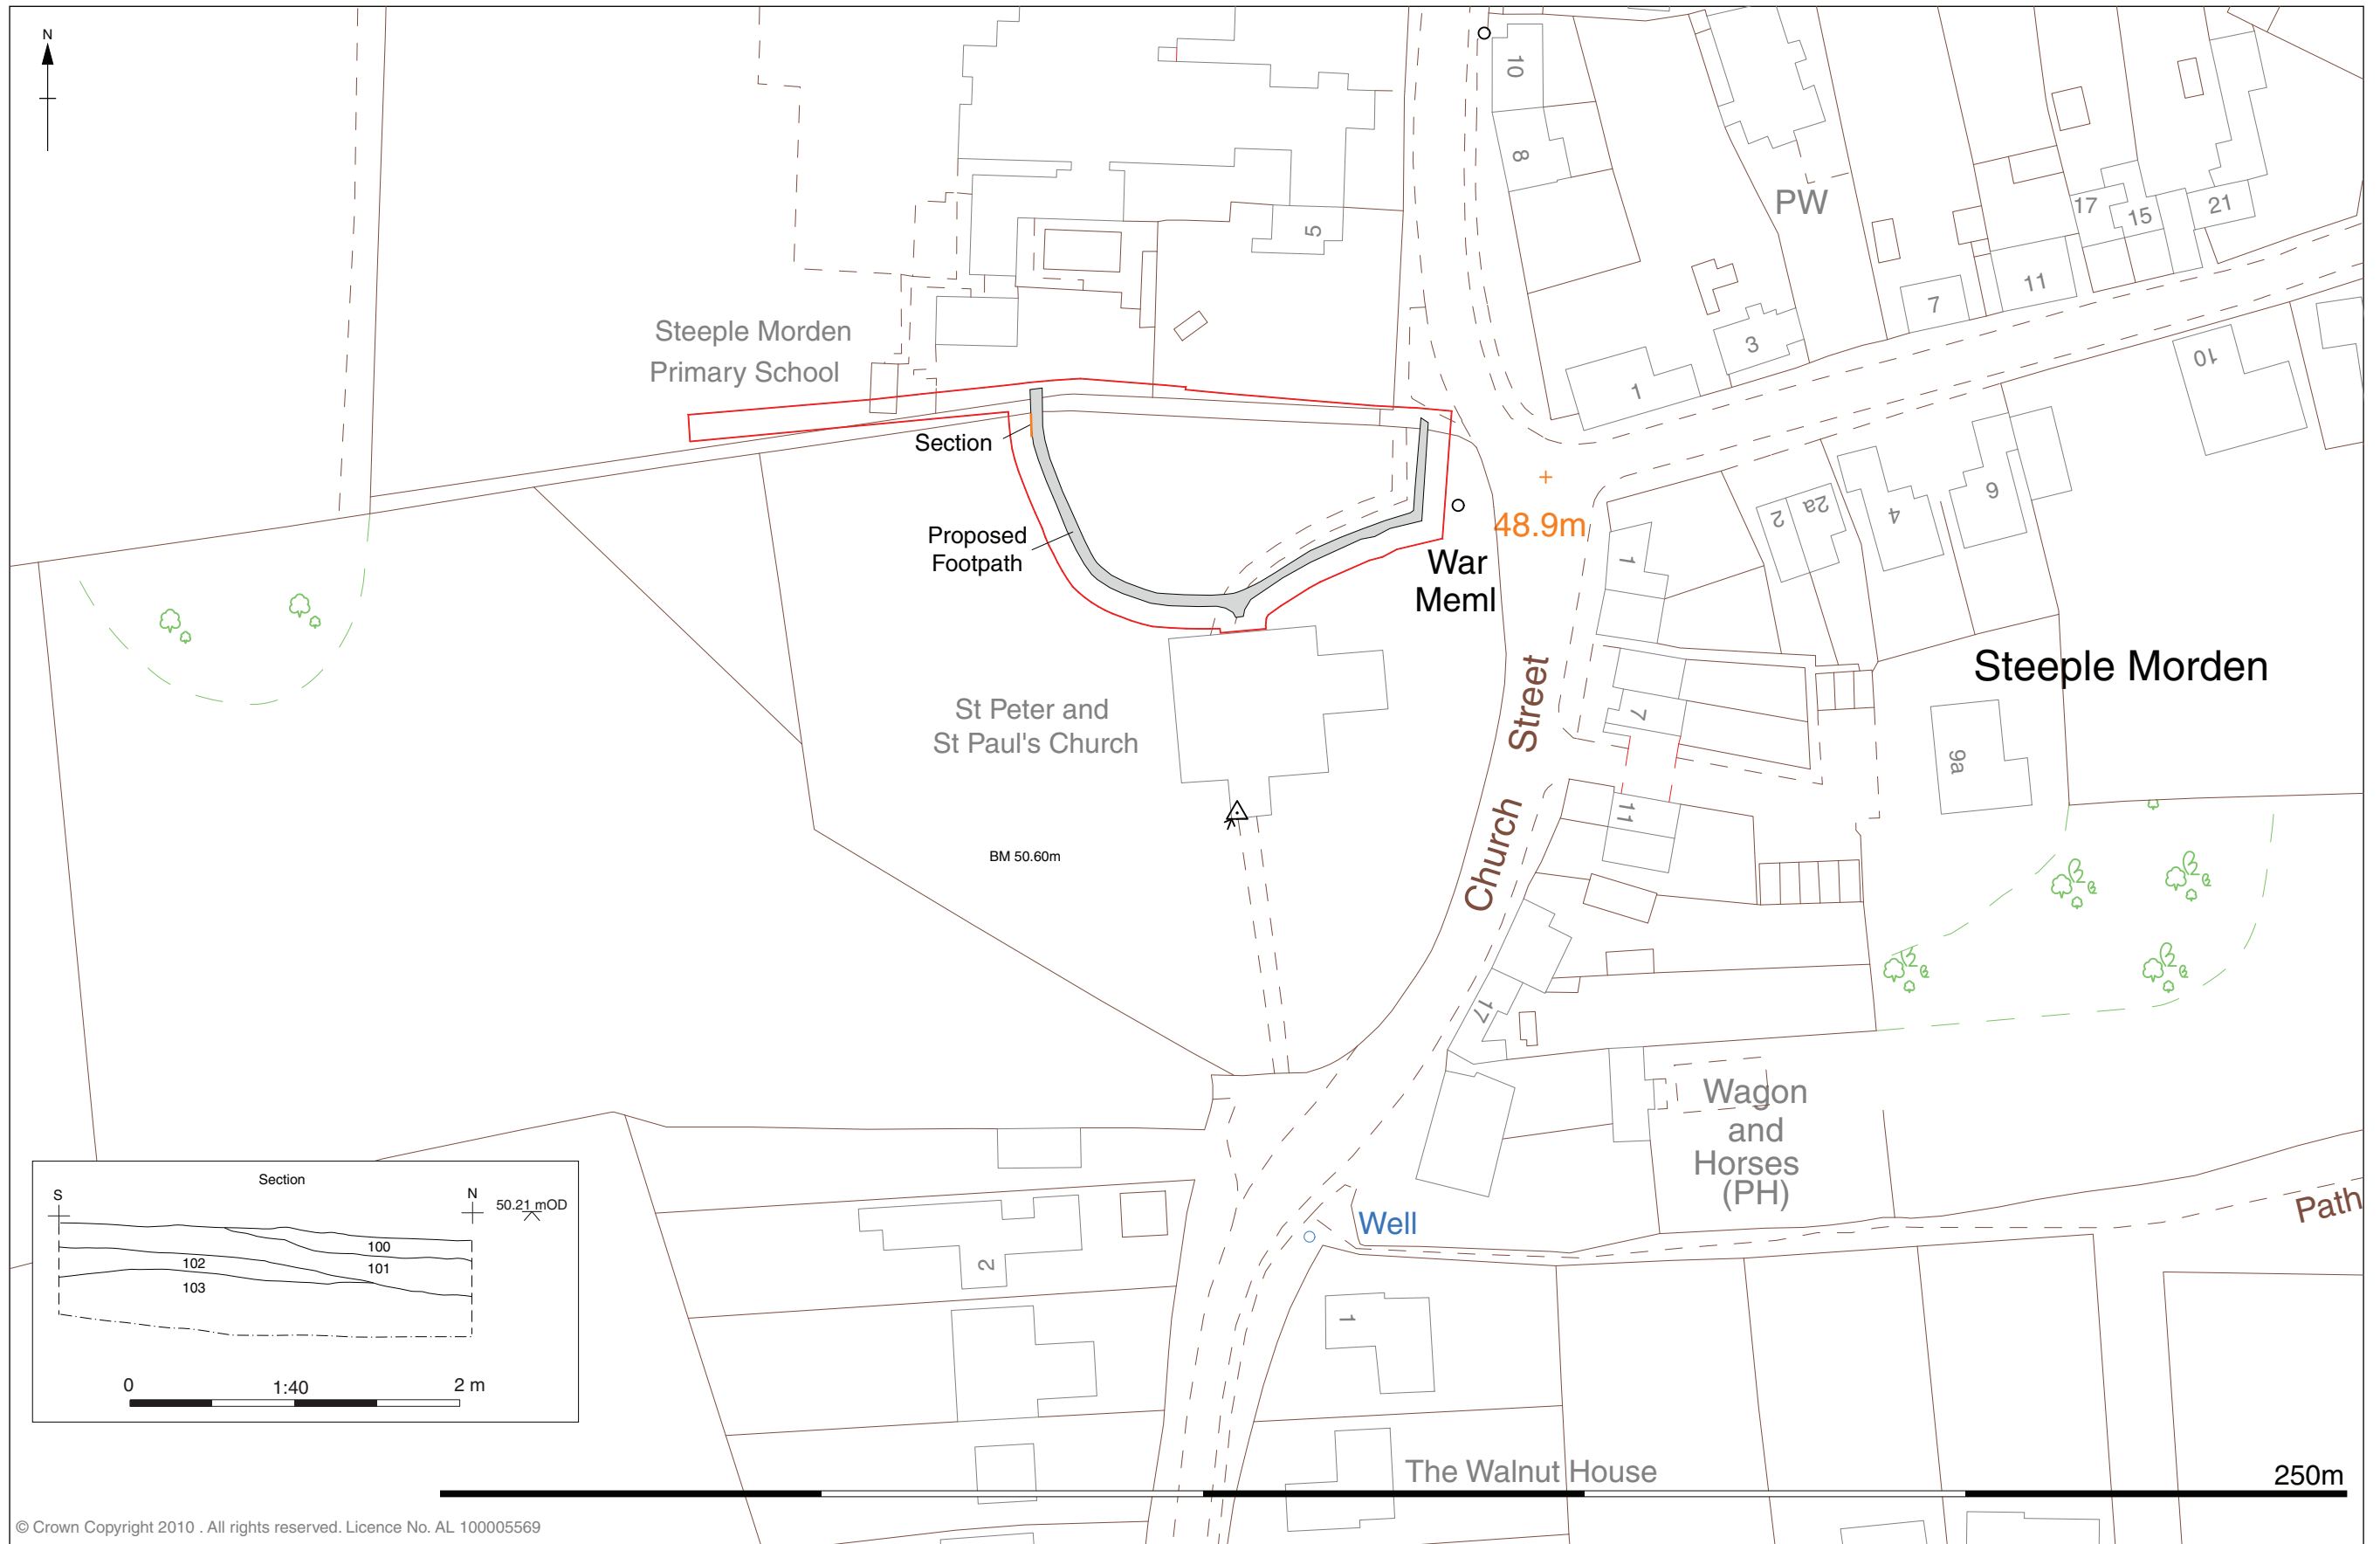 N
10
8
5
PW
17
15
21
11
7
3
1
10
Steeple Morden
Primary School
Section
Proposed
Footpath
48.9m
War
Meml
2
2a
4
6
1
Steeple Morden
St Peter and
St Paul's Church
Church Street
7
9a
11
BM 50.60m
17
Wagon
and
Horses
(PH)
Path
Well
2
1
Section
S
N
50.21 mOD
100
101
102
103
0
1:40
2 m
The Walnut House
250m
© Crown Copyright 2010 . All rights reserved. Licence No. AL 100005569